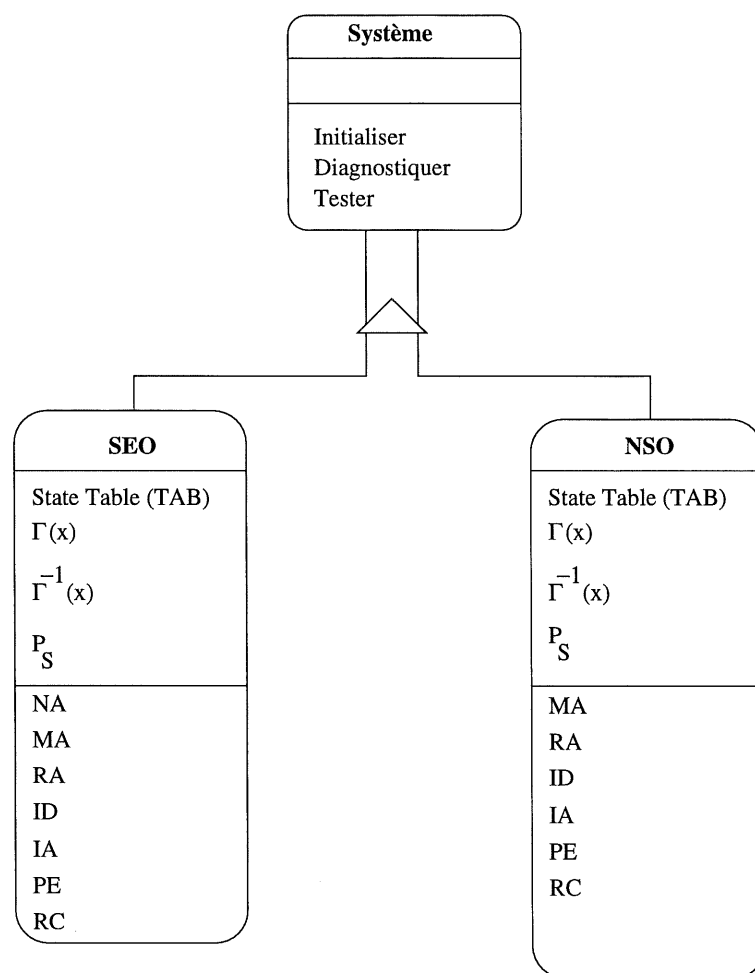 Système
Initialiser
Diagnostiquer
Tester
SEO
State Table (TAB)
Γ(x)
Γ⁻¹(x)
P_S
NA
MA
RA
ID
IA
PE
RC
NSO
State Table (TAB)
Γ(x)
Γ⁻¹(x)
P_S
MA
RA
ID
IA
PE
RC